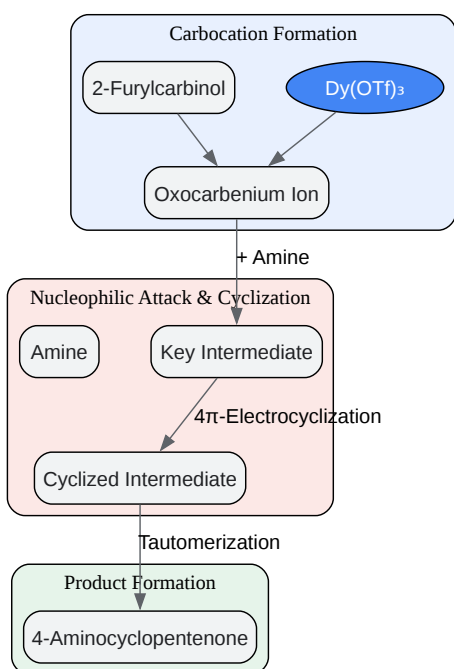 Carbocation Formation
2-Furylcarbinol
Dy(OTf)₃
Oxocarbenium Ion
+ Amine
Nucleophilic Attack & Cyclization
Amine
Key Intermediate
4π-Electrocyclization
Cyclized Intermediate
Tautomerization
Product Formation
4-Aminocyclopentenone